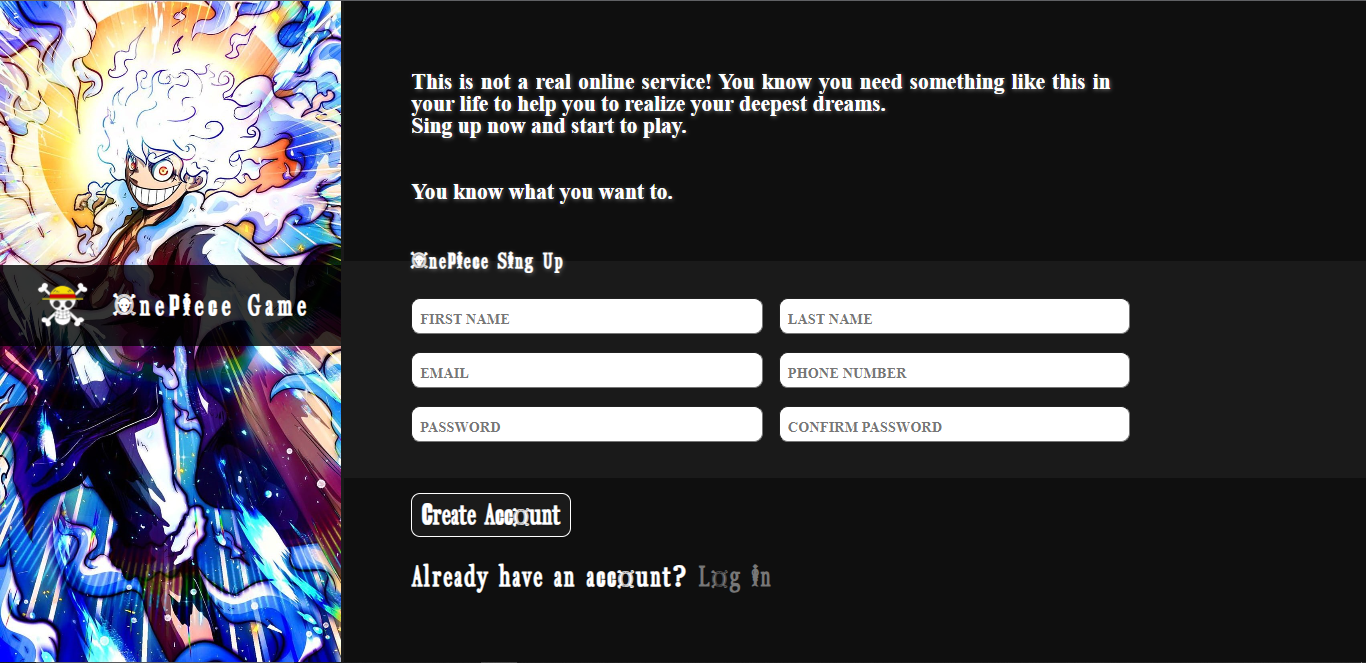 This is not a real online service! You know you need something like this in
your life to help you to realize your deepest dreams.
Sing up now and start to play.
You know what you want to.
OnePiece Sing Up
OnePiece Game
FIRST NAME
LAST NAME
EMAIL
PHONE NUMBER
PASSWORD
CONFIRM PASSWORD
Create Account
Already have an account? Log in